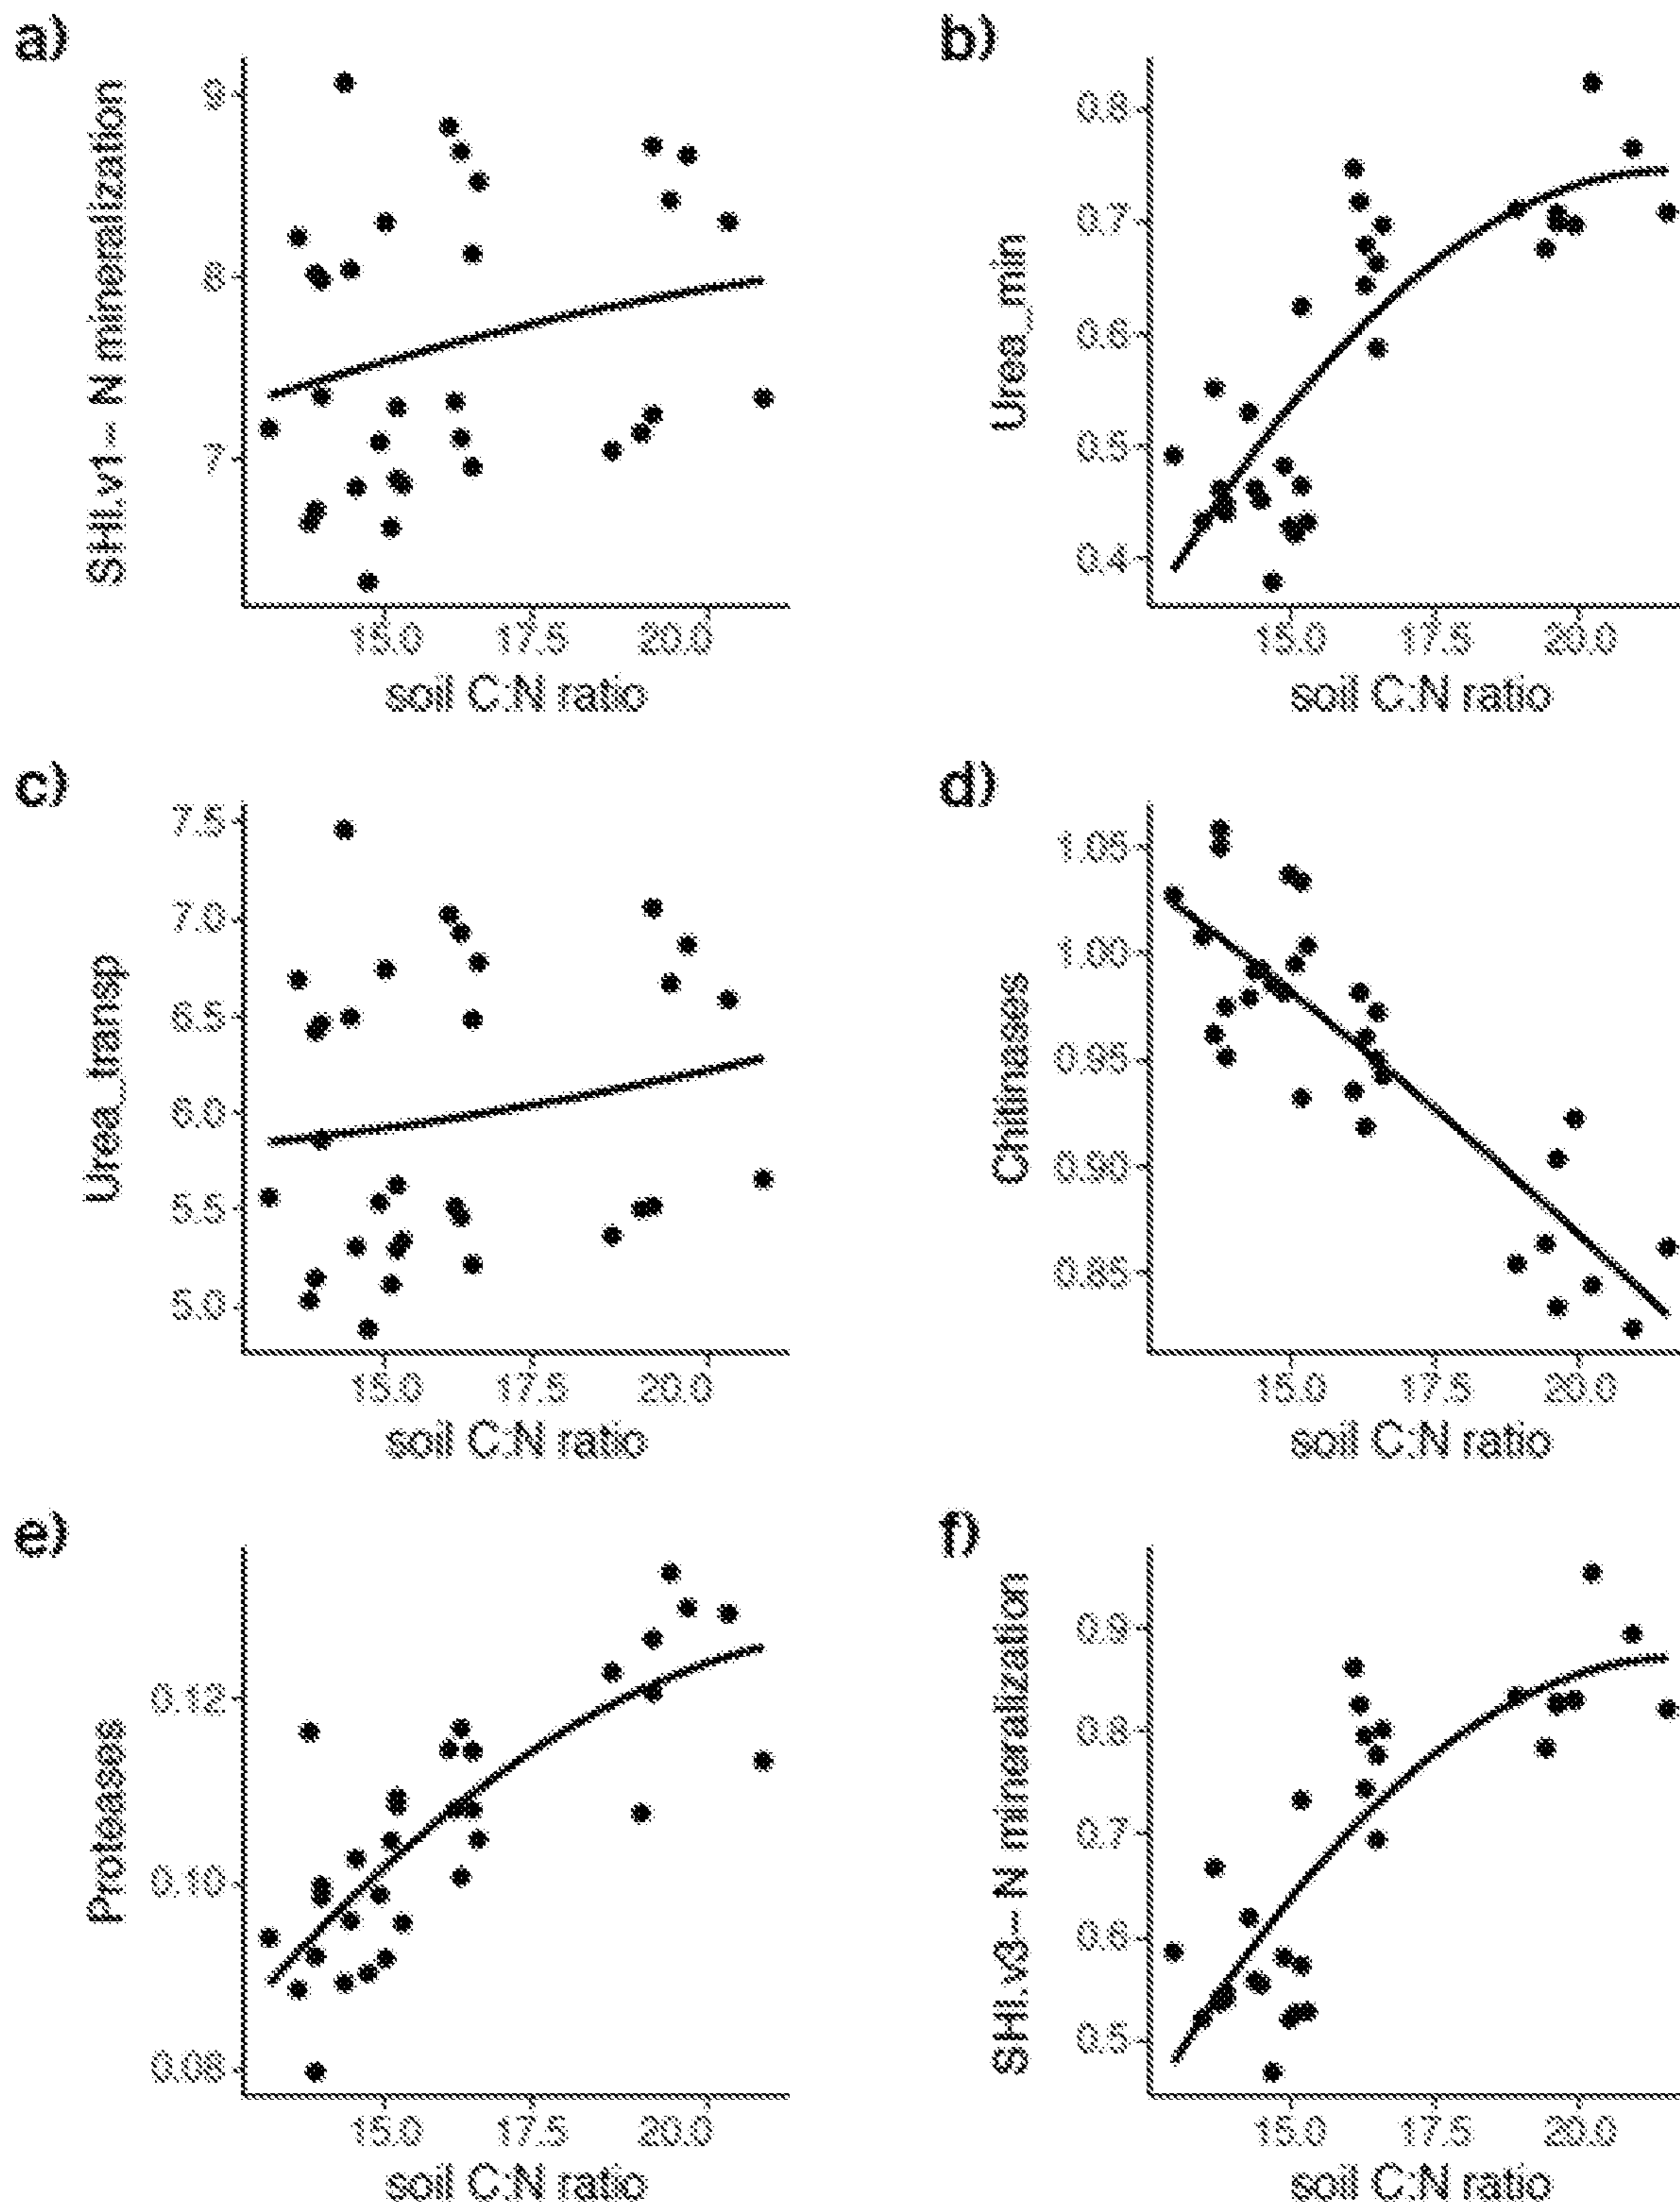 a)
SHI.v1-- N mineralization
9
8
7
15.0 17.5 20.0
soil C:N ratio
b)
Urea_min
0.8
0.7
0.6
0.5
0.4
15.0 17.5 20.0
soil C:N ratio
c)
Urea_transp
7.5
7.0
6.5
6.0
5.5
5.0
15.0 17.5 20.0
soil C:N ratio
d)
Chitinases
1.05
1.00
0.95
0.90
0.85
15.0 17.5 20.0
soil C:N ratio
e)
Proteases
0.12
0.10
0.08
15.0 17.5 20.0
soil C:N ratio
f)
SHI.v3-- N mineralization
0.9
0.8
0.7
0.6
0.5
15.0 17.5 20.0
soil C:N ratio